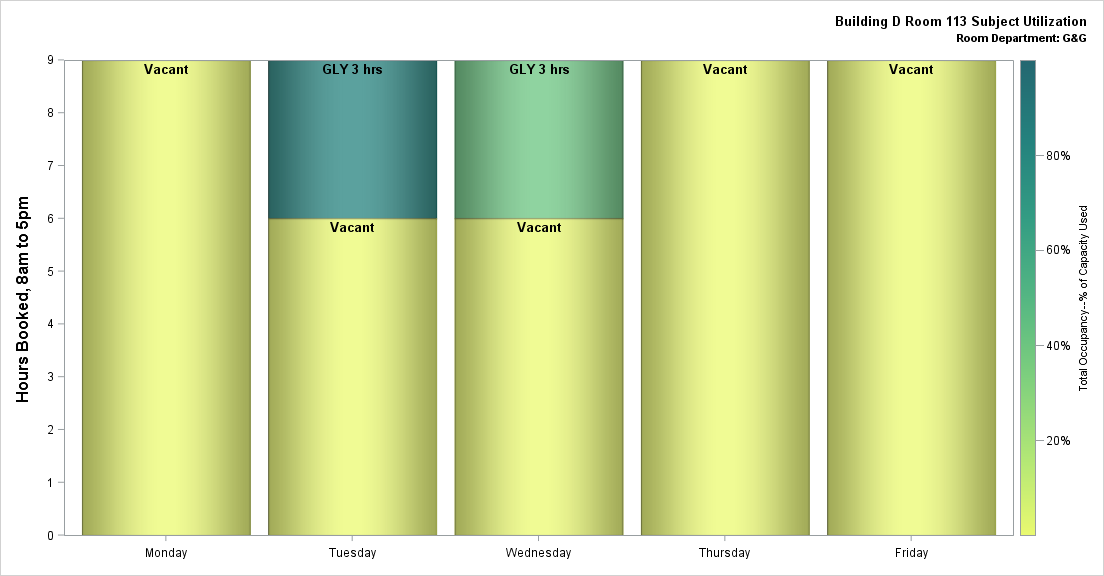 Building D Room 113 Subject Utilization
Room Department: G&G
Hours Booked, 8am to 5pm
9
8
7
6
5
4
3
2
1
0
Vacant
GLY 3 hrs
GLY 3 hrs
Vacant
Vacant
Vacant
Vacant
Monday
Tuesday
Wednesday
Thursday
Friday
80%
60%
40%
20%
Total Occupancy--% of Capacity Used